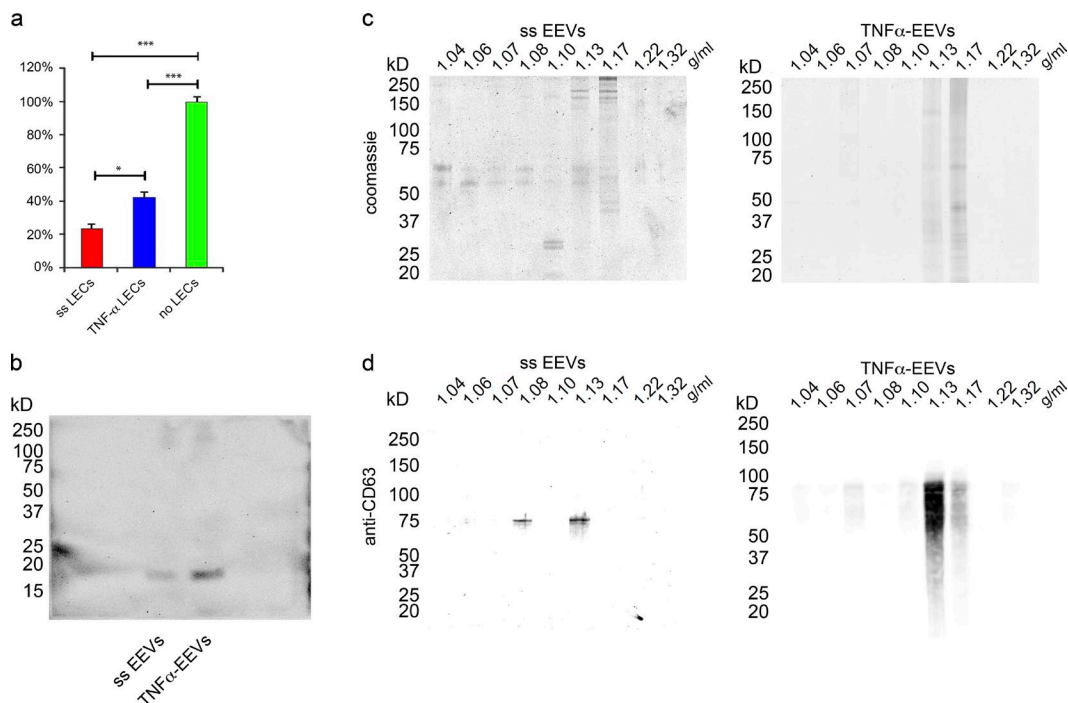 a
***
***
*
120%
100%
80%
60%
40%
20%
0%
ss LECs
TNF-α LECs
no LECs
b
kD
250
100
75
50
37
25
20
15
ss EEVs
TNFα-EEVs
c
ss EEVs
kD
1.04 1.06 1.07 1.08 1.10 1.13 1.17 1.22 1.32 g/ml
250
150
100
75
50
37
25
20
coomassie
TNFα-EEVs
kD
1.04 1.06 1.07 1.08 1.10 1.13 1.17 1.22 1.32 g/ml
250
150
100
75
50
37
25
20
d
ss EEVs
kD
1.04 1.06 1.07 1.08 1.10 1.13 1.17 1.22 1.32 g/ml
250
150
100
75
50
37
25
20
anti-CD63
TNFα-EEVs
kD
1.04 1.06 1.07 1.08 1.10 1.13 1.17 1.22 1.32 g/ml
250
150
100
75
50
37
25
20